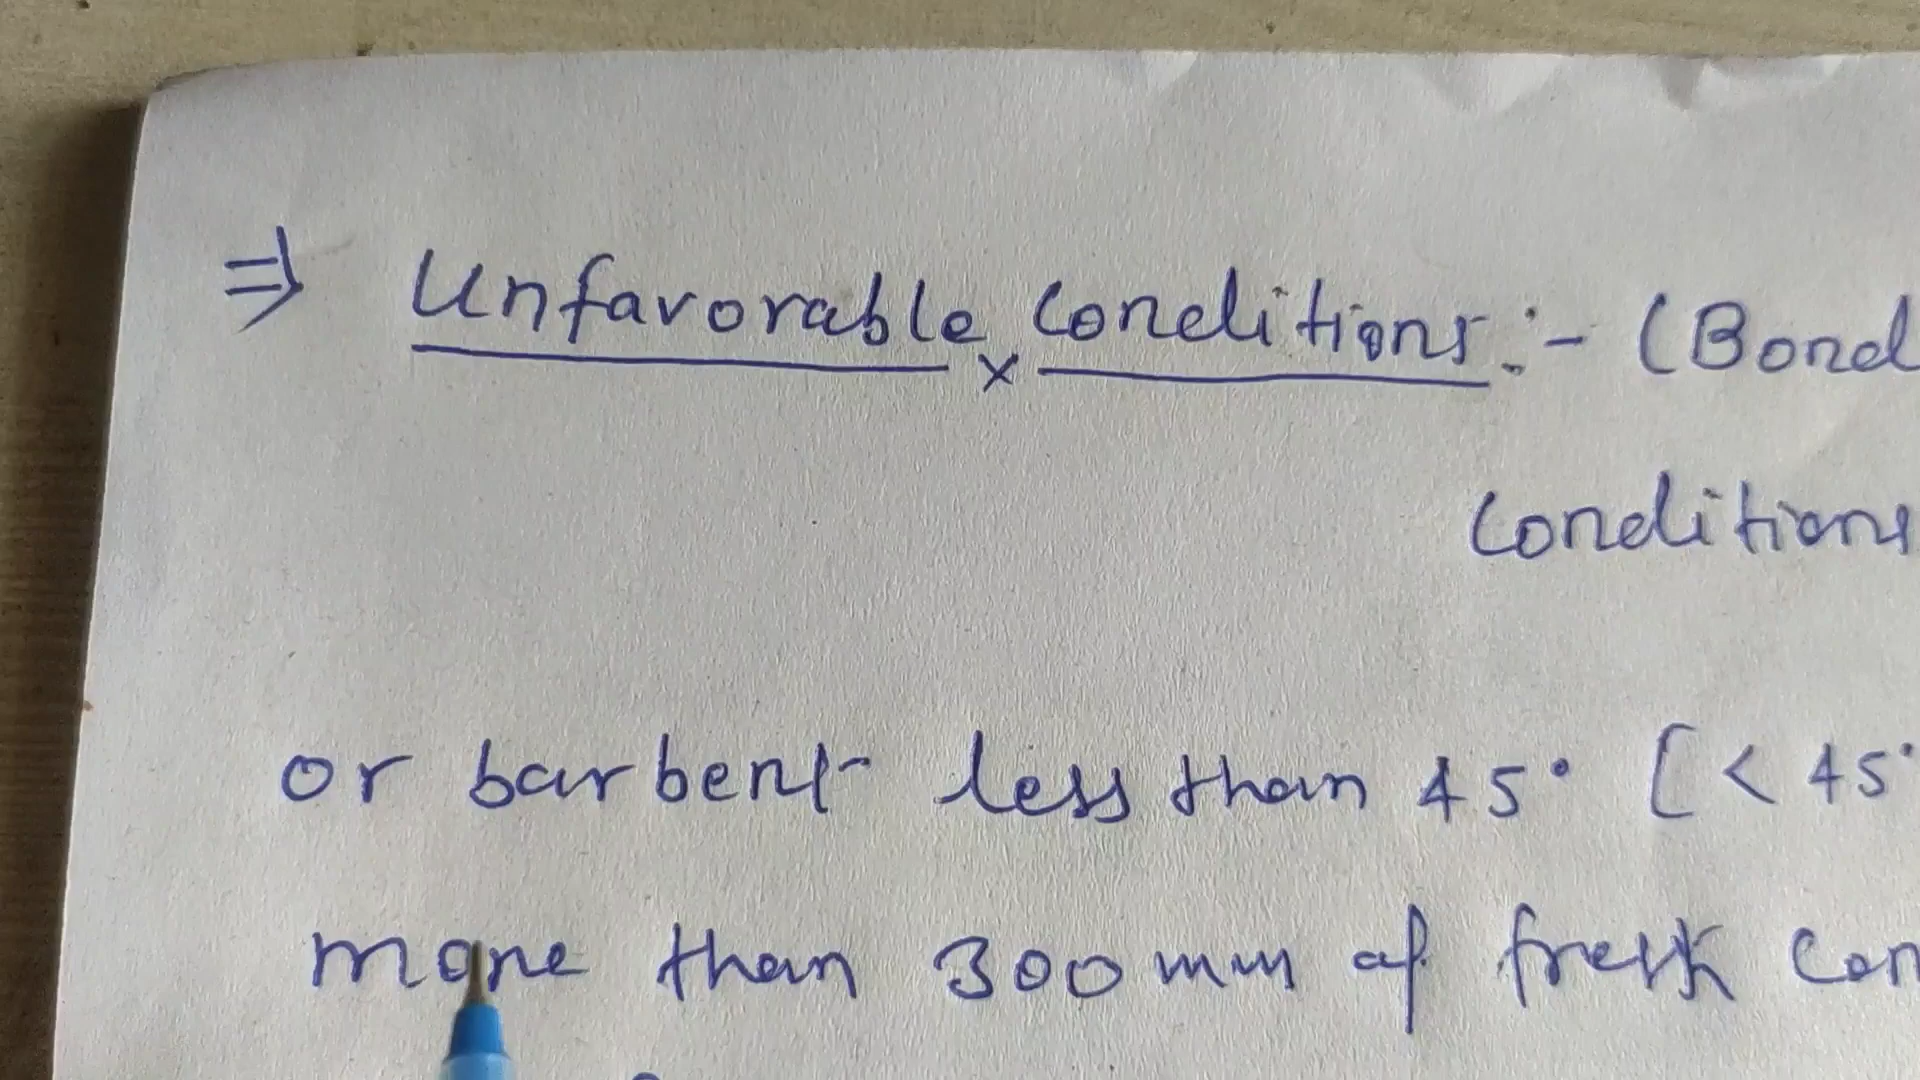 ⇒ Unfavorable x Conditions :- (Bond
Conditions
or bar bent less than 45° [< 45°
more than 300 mm of fresh Con